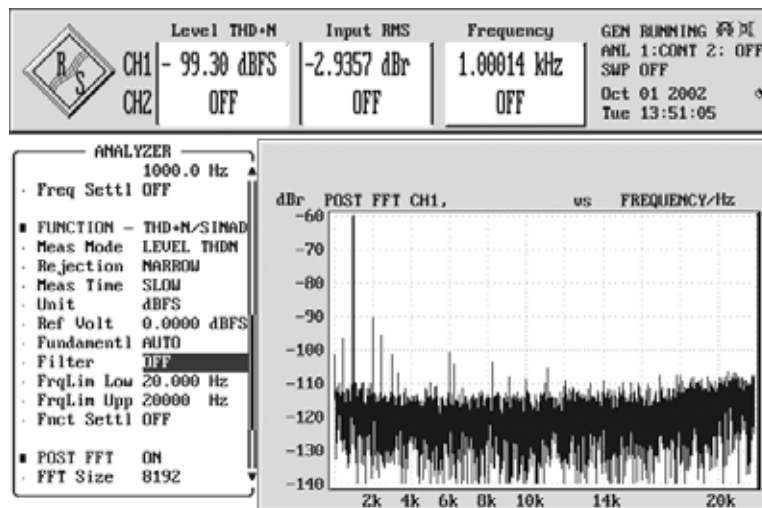 Level THD+N Input RMS Frequency
R S
CH1 - 99.30 dBFS -2.9357 dBr 1.00014 kHz
CH2 OFF OFF OFF
GEN RUNNING
ANL 1:CONT 2: OFF
SWP OFF
Oct 01 2002
Tue 13:51:05
ANALYZER
1000.0 Hz
Freq Settl OFF
FUNCTION - THD+N/SINAD
Meas Mode LEVEL THDN
Rejection NARROW
Meas Time SLOW
Unit dBFS
Ref Volt 0.0000 dBFS
Fundamentl AUTO
Filter OFF
FrqLim Low 20.000 Hz
FrqLim Upp 20000 Hz
Fnct Settl OFF
POST FFT ON
FFT Size 8192
dBr POST FFT CH1, vs FREQUENCY/Hz
-60
-70
-80
-90
-100
-110
-120
-130
-140
2k 4k 6k 8k 10k 14k 20k